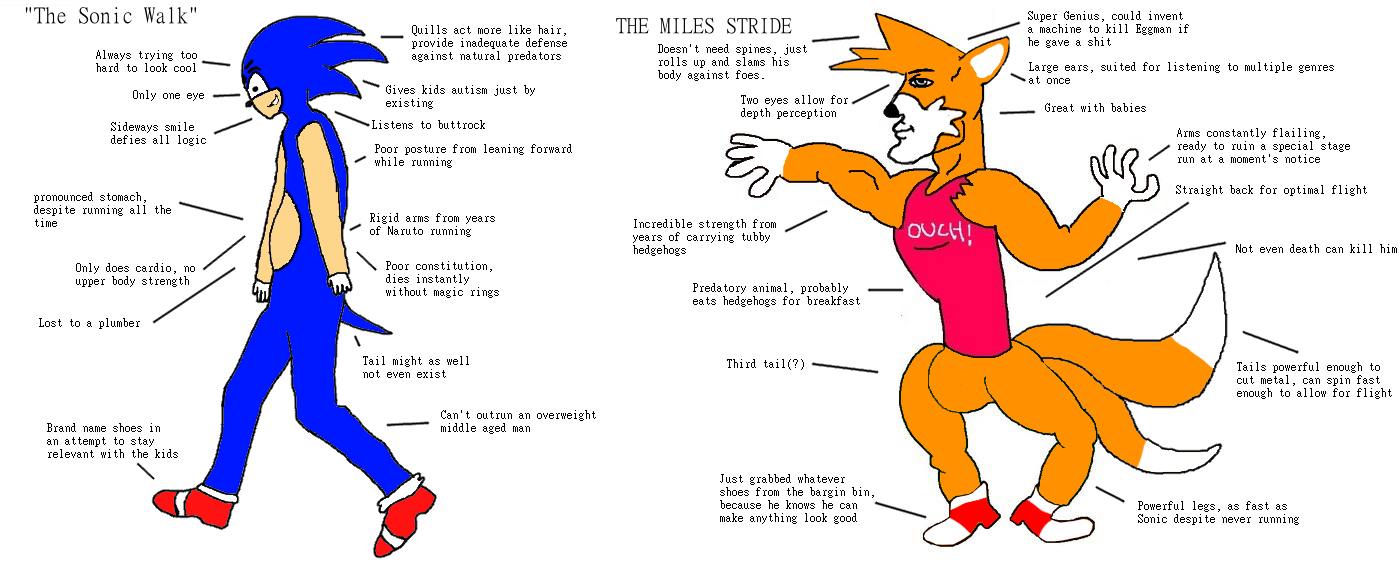 "The Sonic Walk"
Always trying too
hard to look cool
Only one eye
Sideways smile
defies all logic
pronounced stomach,
despite running all the
time
Only does cardio, no
upper body strength
Lost to a plumber
Brand name shoes in
an attempt to stay
relevant with the kids
Quills act more like hair,
provide inadequate defense
against natural predators
Gives kids autism just by
existing
Listens to buttrock
Poor posture from leaning forward
while running
Rigid arms from years
of Naruto running
Poor constitution,
dies instantly
without magic rings
Tail might as well
not even exist
Can't outrun an overweight
middle aged man
THE MILES STRIDE
Doesn't need spines, just
rolls up and slams his
body against foes.
Two eyes allow for
depth perception
Incredible strength from
years of carrying tubby
hedgehogs
Predatory animal, probably
eats hedgehogs for breakfast
Third tail(?)
Just grabbed whatever
shoes from the bargin bin,
because he knows he can
make anything look good
OUCH!
Super Genius, could invent
a machine to kill Eggman if
he gave a shit
Large ears, suited for listening to multiple genres
at once
Great with babies
Arms constantly flailing,
ready to ruin a special stage
run at a moment's notice
Straight back for optimal flight
Not even death can kill him
Tails powerful enough to
cut metal, can spin fast
enough to allow for flight
Powerful legs, as fast as
Sonic despite never running